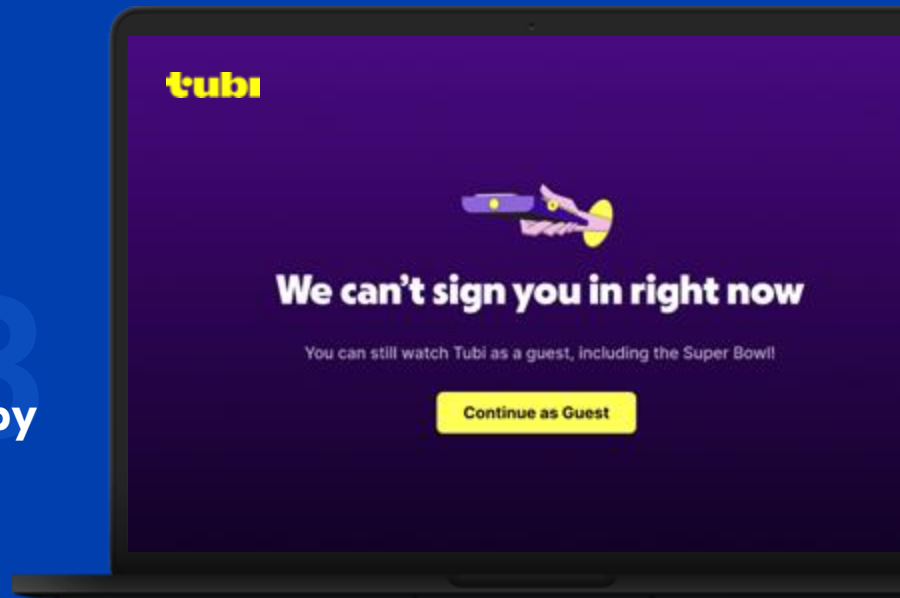 tubi
We can't sign you in right now
You can still watch Tubi as a guest, including the Super Bowl!
Continue as Guest